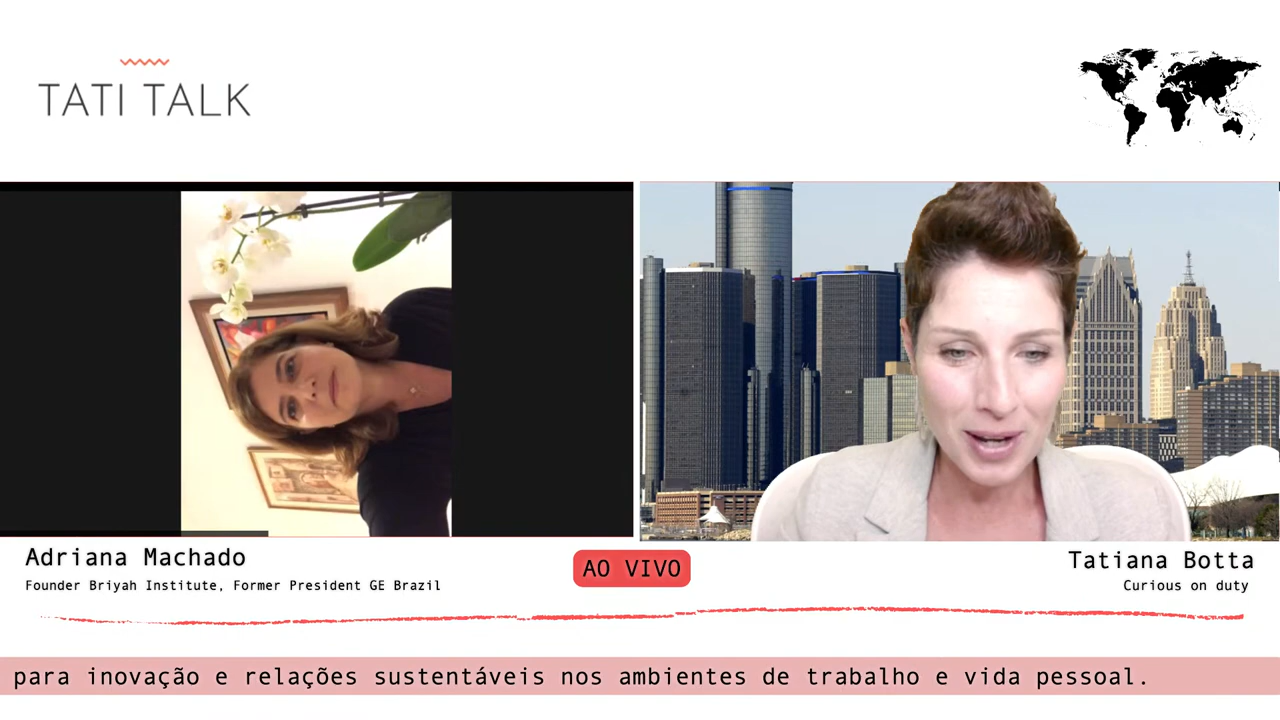 TATI TALK
Adriana Machado
Founder Briyah Institute, Former President GE Brazil
AO VIVO
Tatiana Botta
Curious on duty
para inovação e relações sustentáveis nos ambientes de trabalho e vida pessoal.